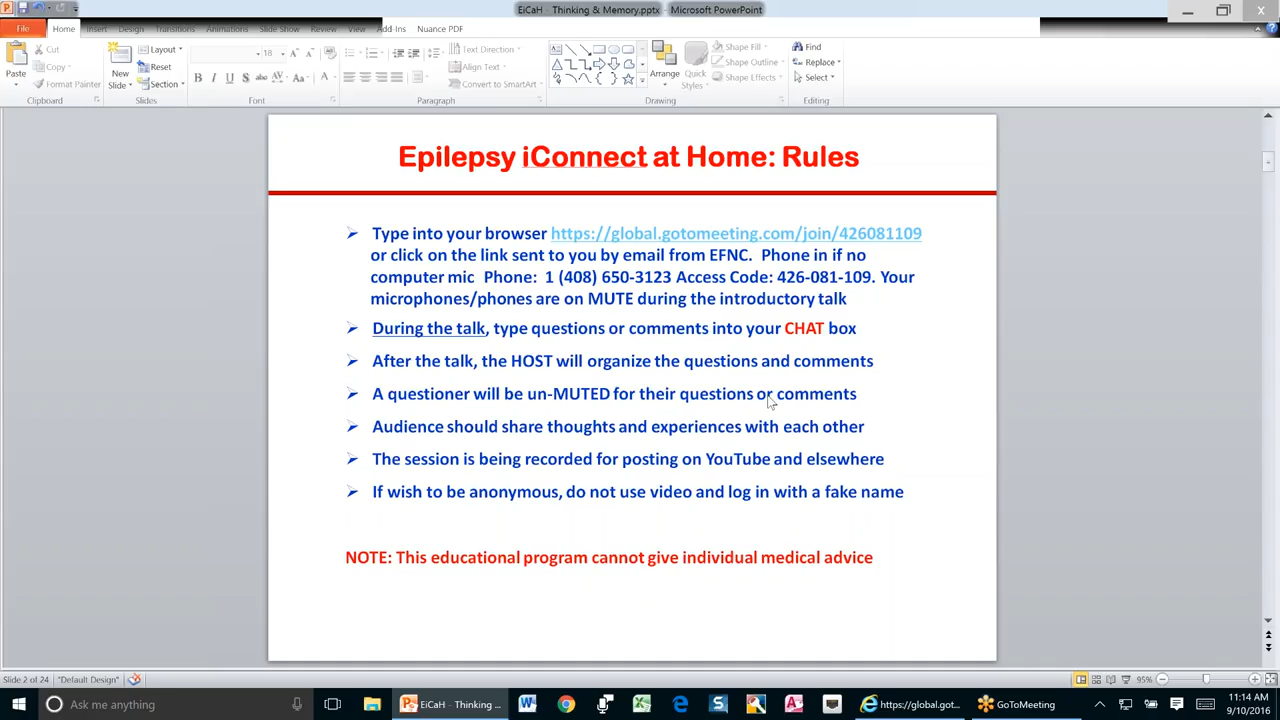 EiCaH - Thinking & Memory.pptx - Microsoft PowerPoint
File Home Insert Design Transitions Animations Slide Show Review View Add-Ins Nuance PDF
Paste Cut Copy Format Painter Clipboard
New Slide Layout Reset Section Slides
18 B I U S abc AV Aa A Font
Text Direction Align Text Convert to SmartArt Paragraph
Arrange Quick Styles Shape Fill Shape Outline Shape Effects Drawing
Find Replace Select Editing
Epilepsy iConnect at Home: Rules
Type into your browser https://global.gotomeeting.com/join/426081109
or click on the link sent to you by email from EFNC. Phone in if no
computer mic Phone: 1 (408) 650-3123 Access Code: 426-081-109. Your
microphones/phones are on MUTE during the introductory talk
During the talk, type questions or comments into your CHAT box
After the talk, the HOST will organize the questions and comments
A questioner will be un-MUTED for their questions or comments
Audience should share thoughts and experiences with each other
The session is being recorded for posting on YouTube and elsewhere
If wish to be anonymous, do not use video and log in with a fake name
NOTE: This educational program cannot give individual medical advice
Slide 2 of 24 "Default Design" 95%
Ask me anything EiCaH - Thinking ... https://global.got... GoToMeeting 11:14 AM
9/10/2016